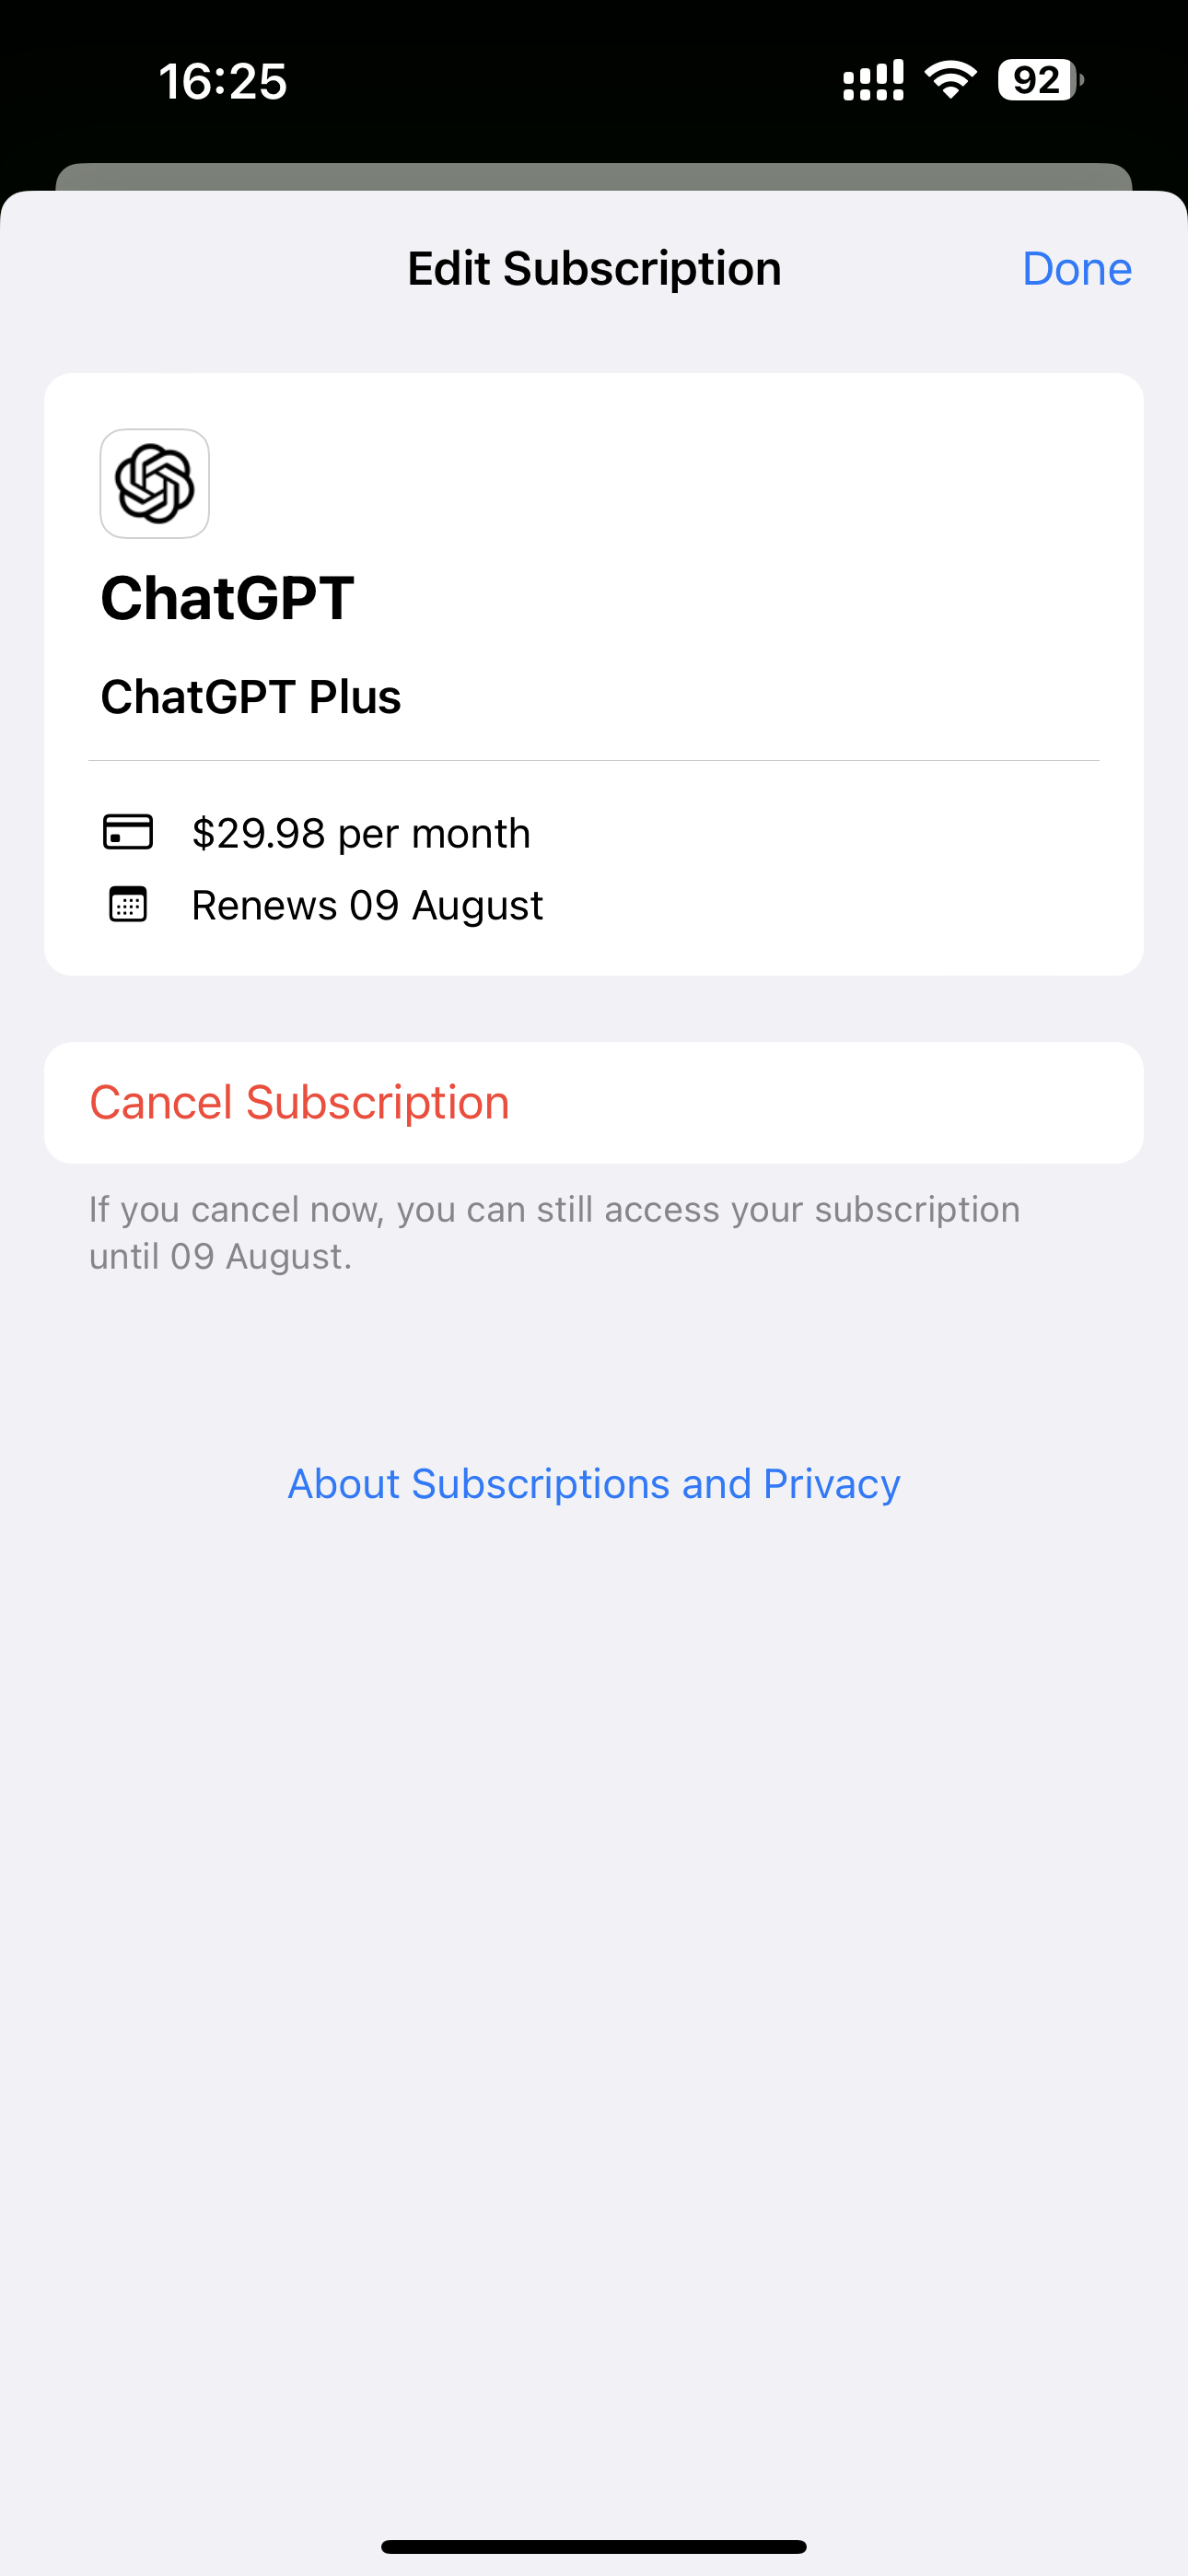 16:25
92
Edit Subscription
Done
ChatGPT
ChatGPT Plus
$29.98 per month
Renews 09 August
Cancel Subscription
If you cancel now, you can still access your subscription
until 09 August.
About Subscriptions and Privacy